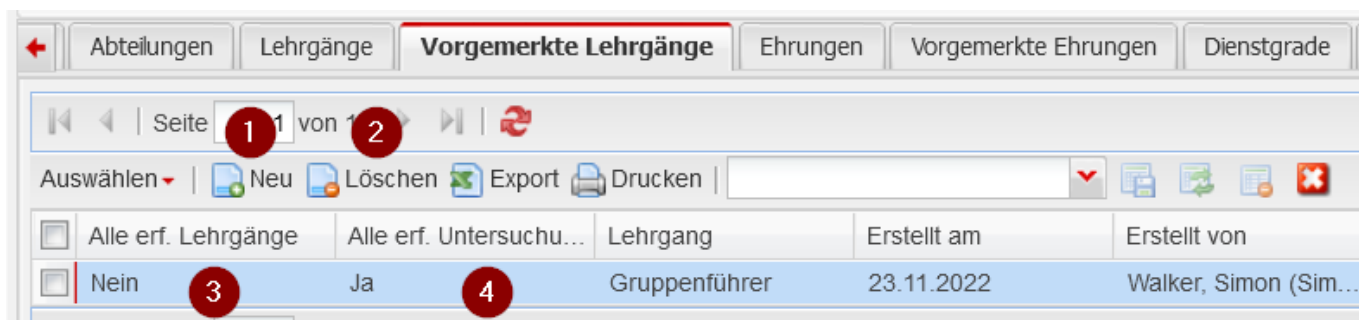 Abteilungen Lehrgänge Vorgemerkte Lehrgänge Ehrungen Vorgemerkte Ehrungen Dienstgrade
Seite 1 von 1
1 2
Auswählen Neu Löschen Export Drucken
Alle erf. Lehrgänge Alle erf. Untersuchu... Lehrgang Erstellt am Erstellt von
Nein Ja Gruppenführer 23.11.2022 Walker, Simon (Sim...
3 4